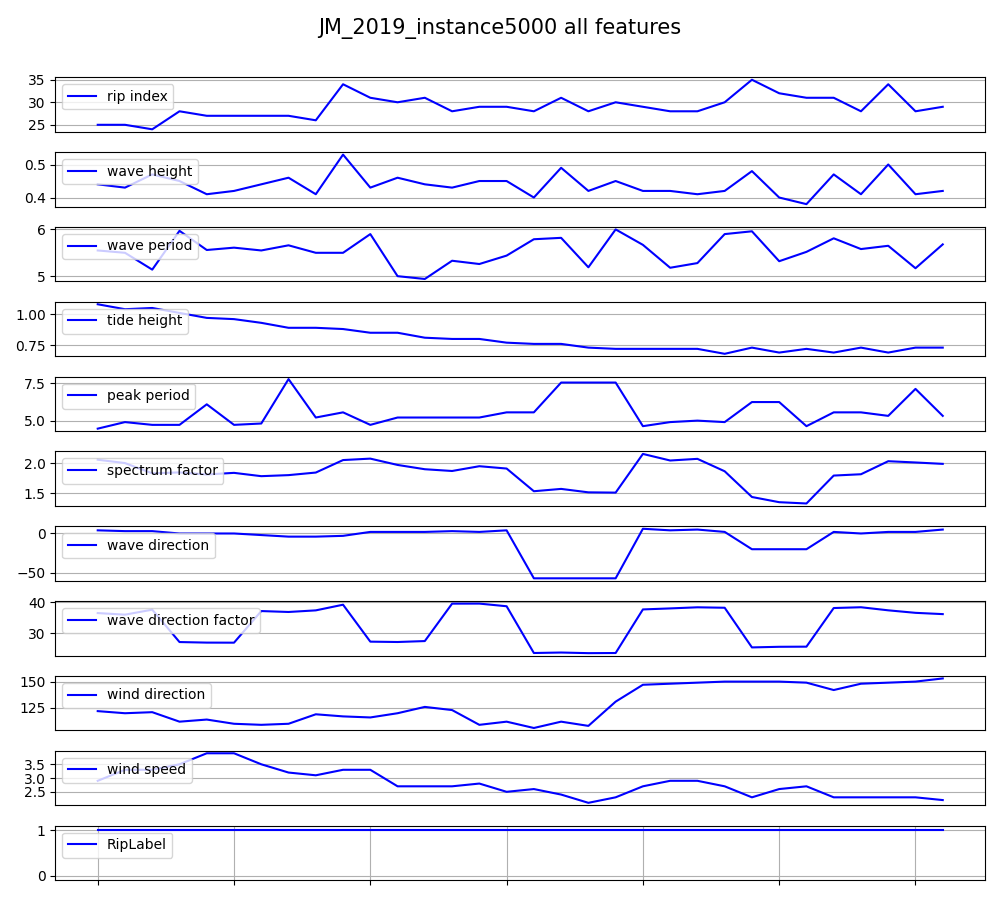 JM_2019_instance5000 all features
35
30
25
rip index
0.5
0.4
wave height
6
5
wave period
1.00
0.75
tide height
7.5
5.0
peak period
2.0
1.5
spectrum factor
0
−50
wave direction
40
30
wave direction factor
150
125
wind direction
3.5
3.0
2.5
wind speed
1
0
RipLabel